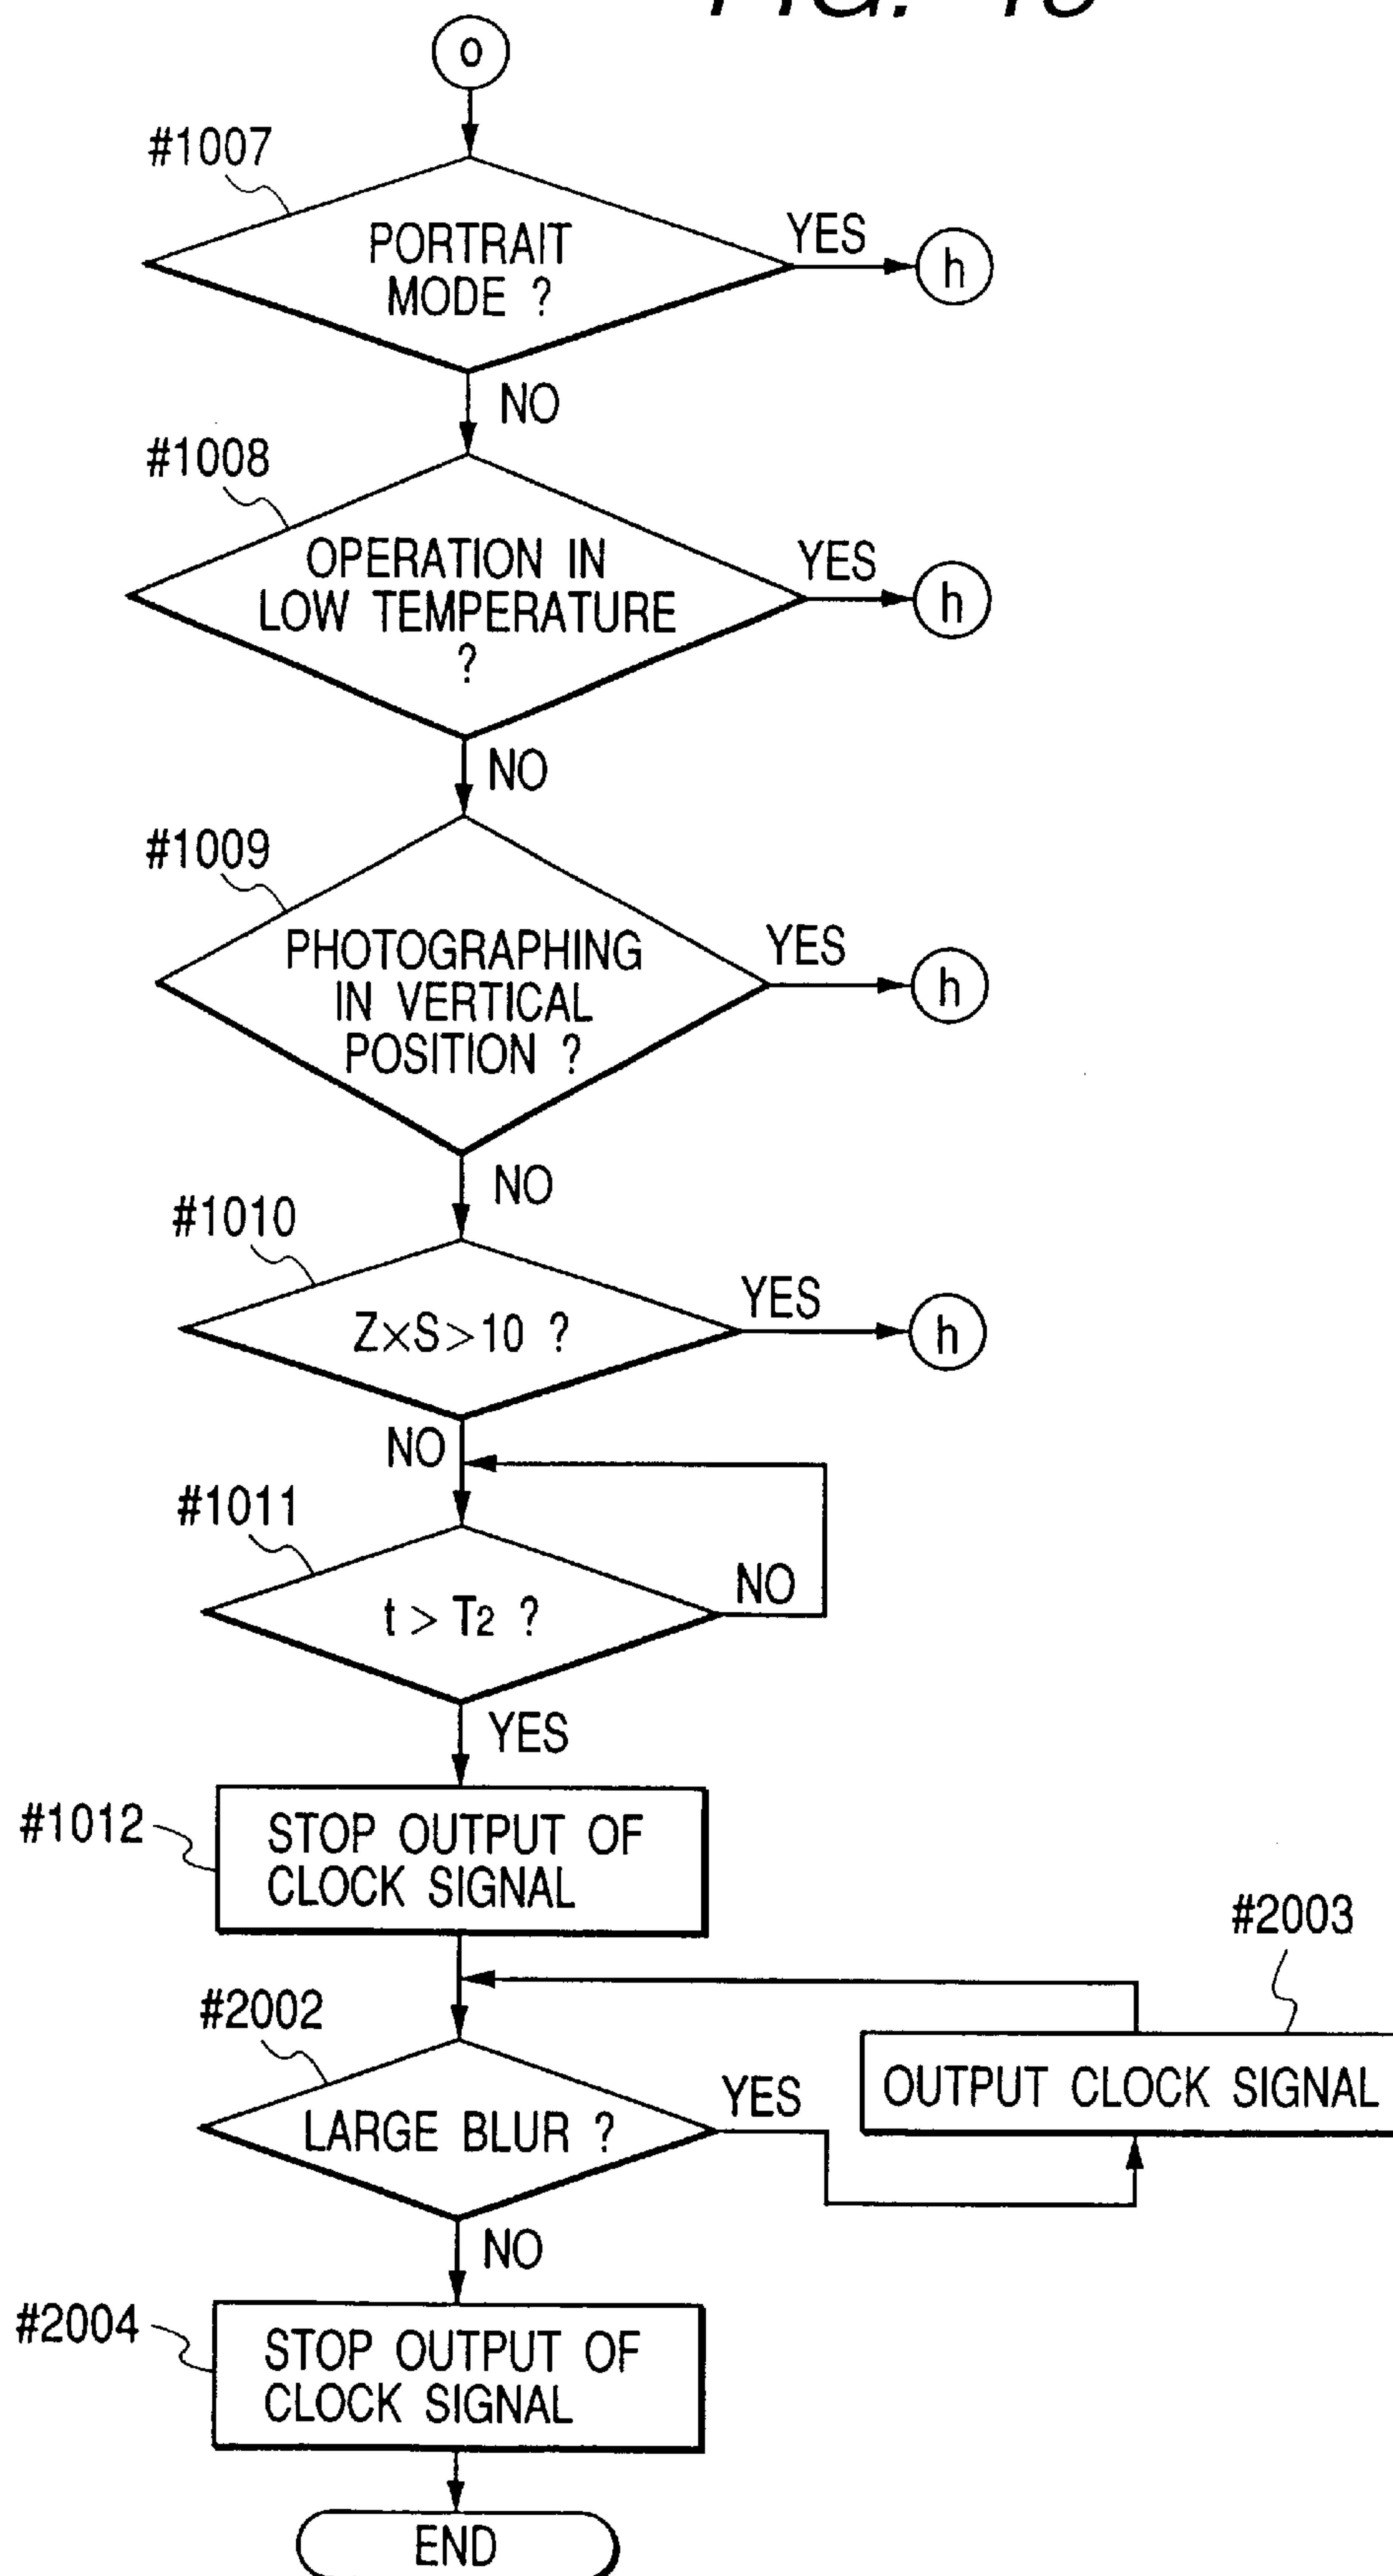 o
#1007
PORTRAIT
MODE ?
YES
h
NO
#1008
OPERATION IN
LOW TEMPERATURE
?
YES
h
NO
#1009
PHOTOGRAPHING
IN VERTICAL
POSITION ?
YES
h
NO
#1010
Z×S>10 ?
YES
h
NO
#1011
t > T2 ?
NO
YES
#1012
STOP OUTPUT OF
CLOCK SIGNAL
#2003
OUTPUT CLOCK SIGNAL
#2002
LARGE BLUR ?
YES
NO
#2004
STOP OUTPUT OF
CLOCK SIGNAL
END